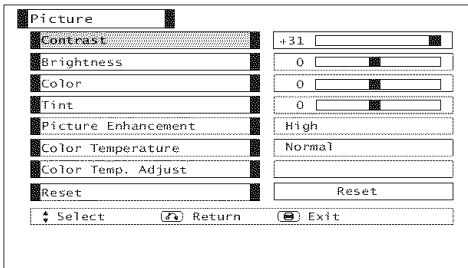 Picture
Contrast +31
Brightness 0
Color 0
Tint 0
Picture Enhancement High
Color Temperature Normal
Color Temp. Adjust
Reset Reset
Select Return Exit